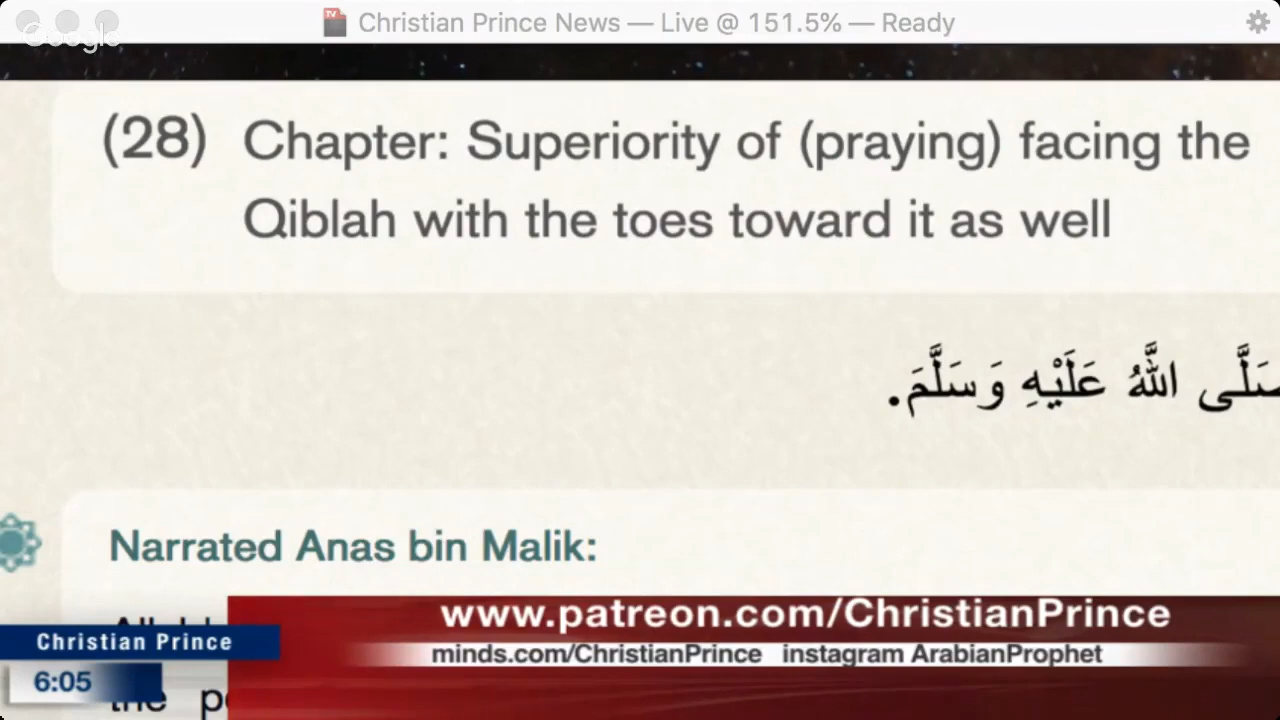 Christian Prince News — Live @ 151.5% — Ready
Google
(28) Chapter: Superiority of (praying) facing the
Qiblah with the toes toward it as well
اللَّهُ عَلَيْهِ وَسَلَّمَ.
Narrated Anas bin Malik:
www.patreon.com/ChristianPrince
Christian Prince
minds.com/ChristianPrince instagram ArabianProphet
6:05
the